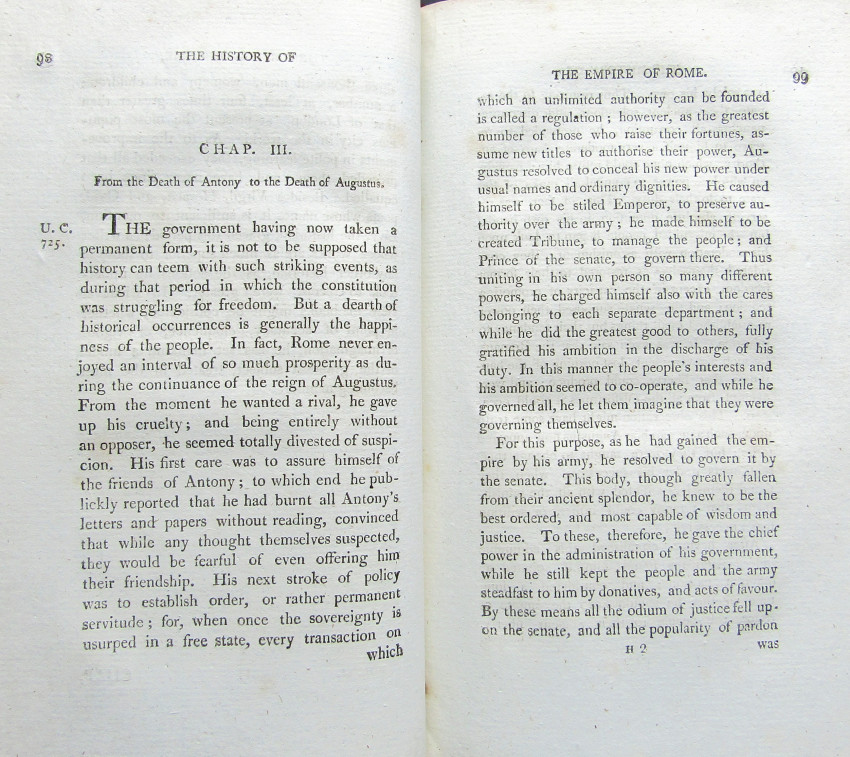 98
THE HISTORY OF
CHAP. III.
From the Death of Antony to the Death of Augustus.
U. C.
725.
THE government having now taken a
permanent form, it is not to be supposed that
history can teem with such striking events, as
during that period in which the constitution
was struggling for freedom. But a dearth of
historical occurrences is generally the happi-
ness of the people. In fact, Rome never en-
joyed an interval of so much prosperity as du-
ring the continuance of the reign of Augustus.
From the moment he wanted a rival, he gave
up his cruelty; and being entirely without
an opposer, he seemed totally divested of suspi-
cion. His first care was to assure himself of
the friends of Antony; to which end he pub-
lickly reported that he had burnt all Antony's
letters and papers without reading, convinced
that while any thought themselves suspected,
they would be fearful of even offering him
their friendship. His next stroke of policy
was to establish order, or rather permanent
servitude; for, when once the sovereignty is
usurped in a free state, every transaction on
which
THE EMPIRE OF ROME.
99
which an unlimited authority can be founded
is called a regulation; however, as the greatest
number of those who raise their fortunes, as-
sume new titles to authorise their power, Au-
gustus resolved to conceal his new power under
usual names and ordinary dignities. He caused
himself to be stiled Emperor, to preserve au-
thority over the army; he made himself to be
created Tribune, to manage the people; and
Prince of the senate, to govern there. Thus
uniting in his own person so many different
powers, he charged himself also with the cares
belonging to each separate department; and
while he did the greatest good to others, fully
gratified his ambition in the discharge of his
duty. In this manner the people's interests and
his ambition seemed to co-operate, and while he
governed all, he let them imagine that they were
governing themselves.
For this purpose, as he had gained the em-
pire by his army, he resolved to govern it by
the senate. This body, though greatly fallen
from their ancient splendor, he knew to be the
best ordered, and most capable of wisdom and
justice. To these, therefore, he gave the chief
power in the administration of his government,
while he still kept the people and the army
steadfast to him by donatives, and acts of favour.
By these means all the odium of justice fell up-
on the senate, and all the popularity of pardon
H 2
was